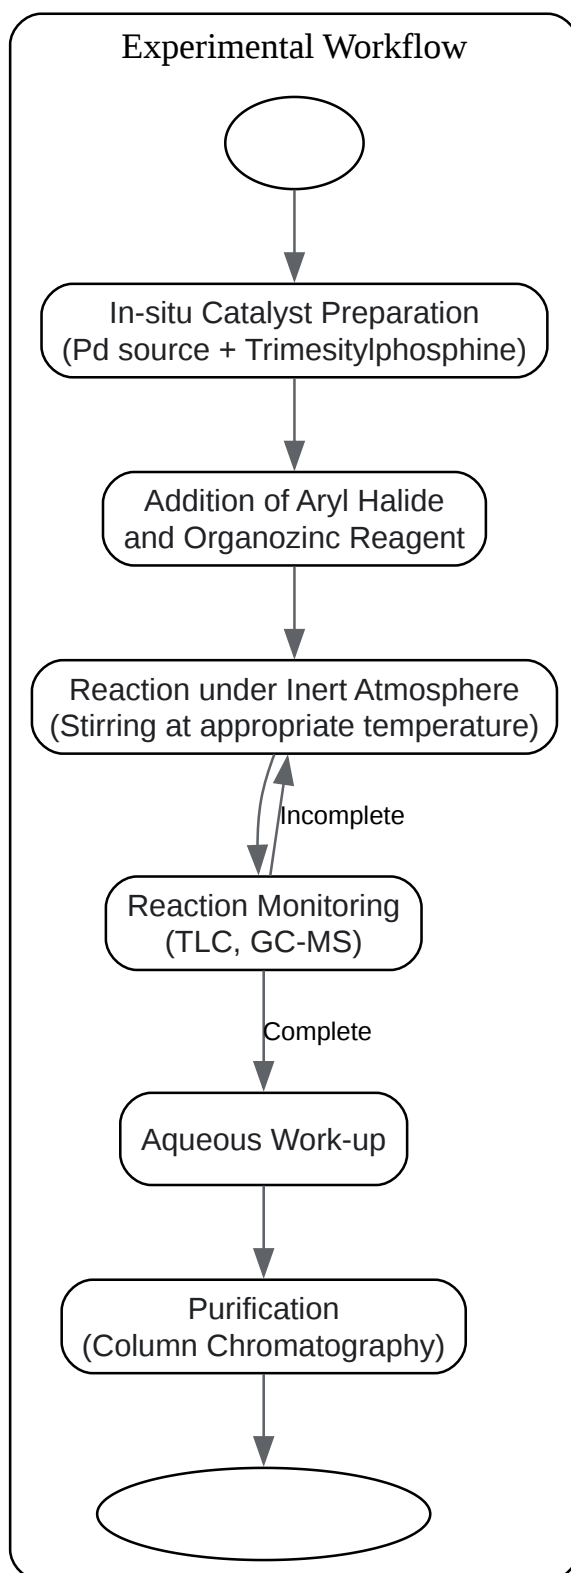 Experimental Workflow
In-situ Catalyst Preparation
(Pd source + Trimesitylphosphine)
Addition of Aryl Halide
and Organozinc Reagent
Reaction under Inert Atmosphere
(Stirring at appropriate temperature)
Incomplete
Reaction Monitoring
(TLC, GC-MS)
Complete
Aqueous Work-up
Purification
(Column Chromatography)